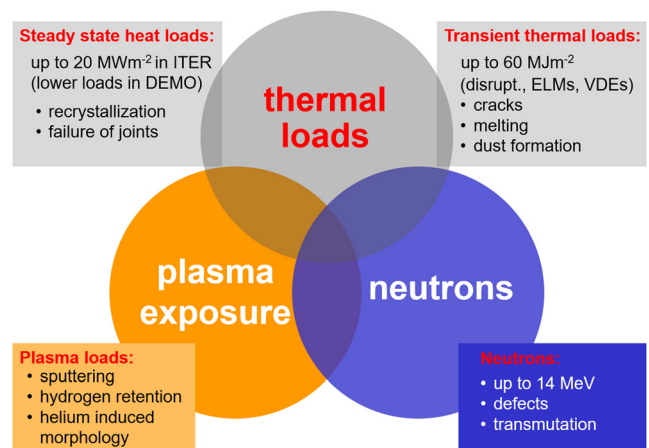 Steady state heat loads:
up to 20 MWm⁻² in ITER
(lower loads in DEMO)
• recrystallization
• failure of joints
Transient thermal loads:
up to 60 MJm⁻²
(disrupt., ELMs, VDEs)
• cracks
• melting
• dust formation
thermal
loads
plasma
exposure
neutrons
Plasma loads:
• sputtering
• hydrogen retention
• helium induced
morphology
Neutrons:
• up to 14 MeV
• defects
• transmutation